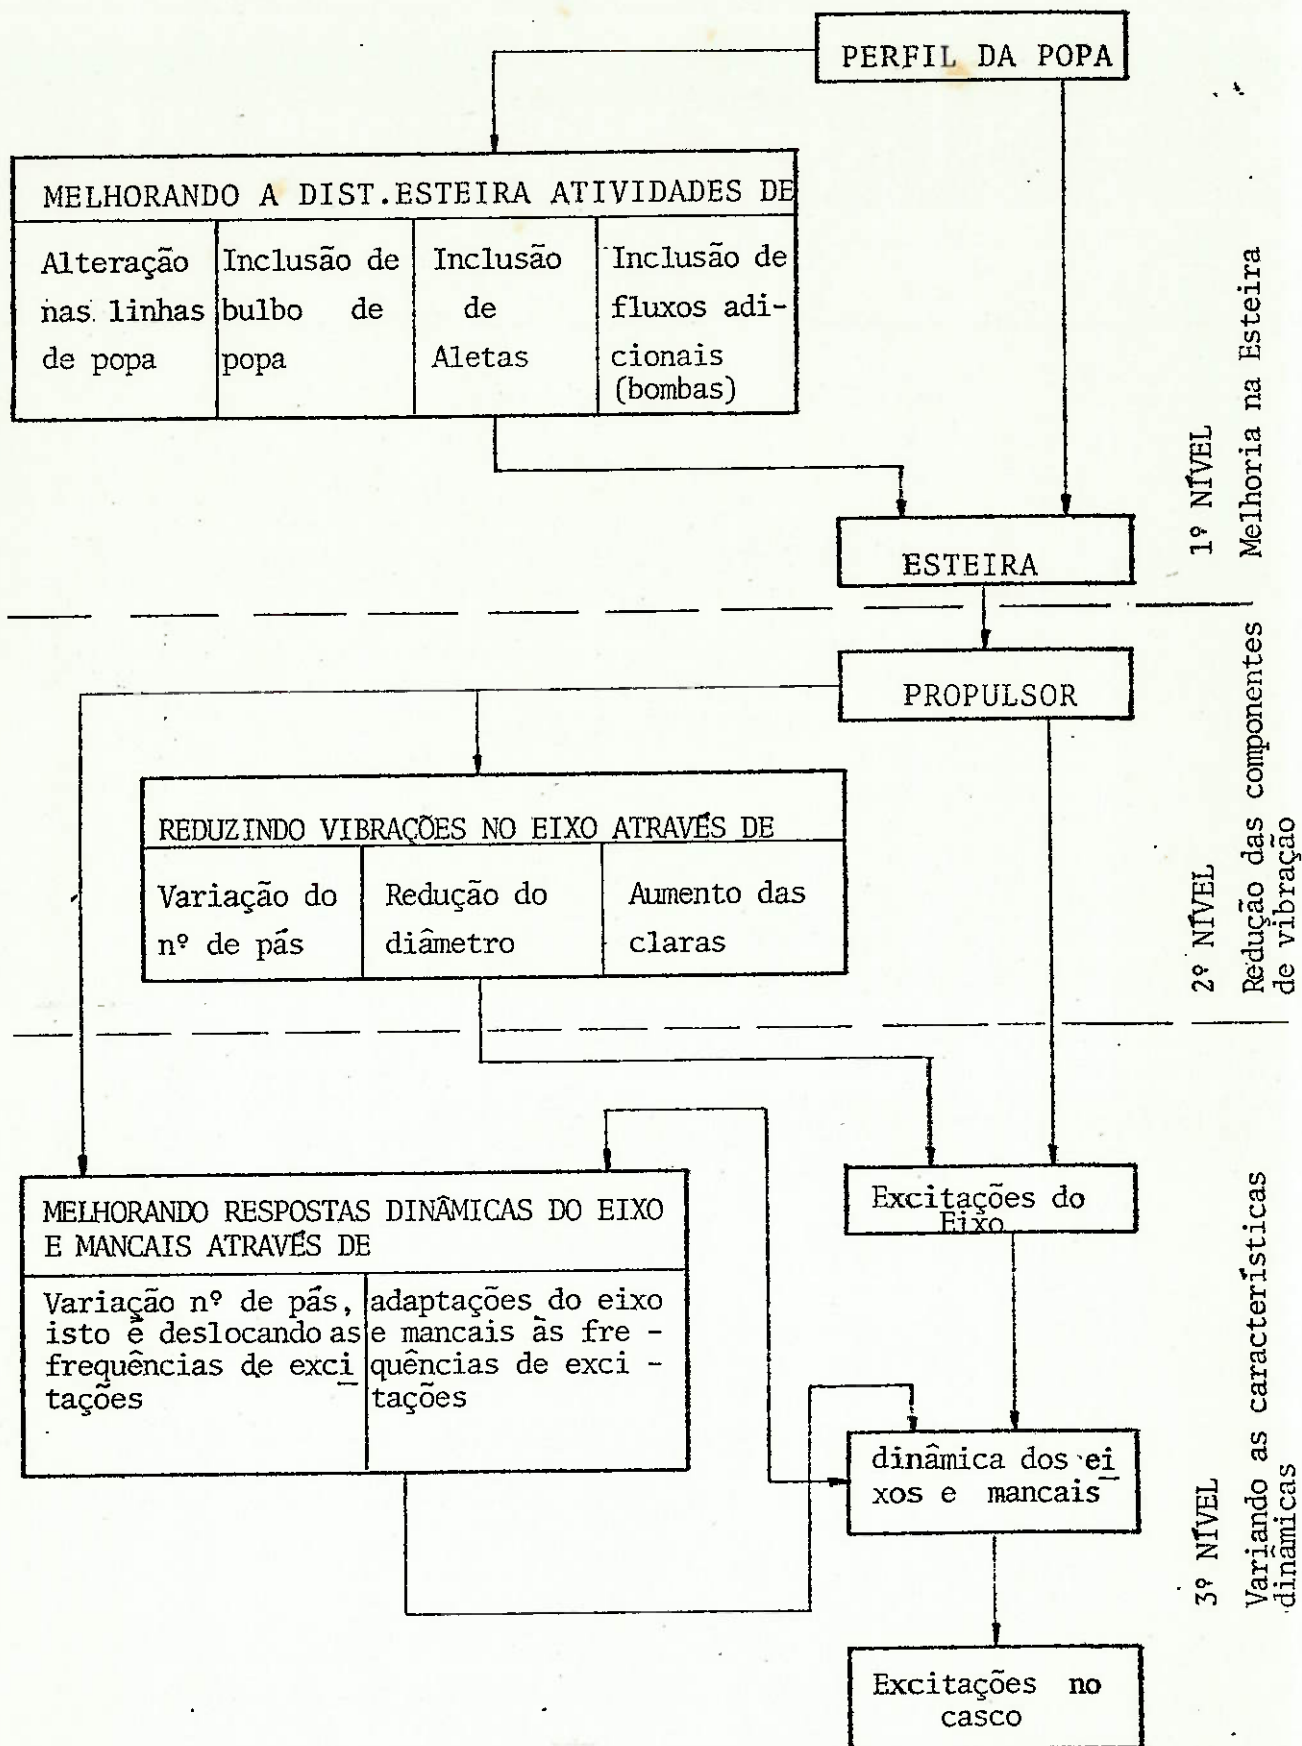 PERFIL DA POPA
MELHORANDO A DIST.ESTEIRA ATIVIDADES DE
Alteração
nas linhas
de popa
Inclusão de
bulbo de
popa
Inclusão
de
Aletas
Inclusão de
fluxos adi-
cionais
(bombas)
ESTEIRA
1º NÍVEL
Melhoria na Esteira
PROPULSOR
REDUZINDO VIBRAÇÕES NO EIXO ATRAVÉS DE
Variação do
nº de pás
Redução do
diâmetro
Aumento das
claras
2º NÍVEL
Redução das componentes
de vibração
MELHORANDO RESPOSTAS DINÂMICAS DO EIXO
E MANCAIS ATRAVÉS DE
Variação nº de pás,
isto é deslocando as
frequências de exci
tações
adaptações do eixo
e mancais às fre -
quências de exci -
tações
Excitações do
Eixo
dinâmica dos ei
xos e mancais
Excitações no
casco
3º NÍVEL
Variando as características
dinâmicas